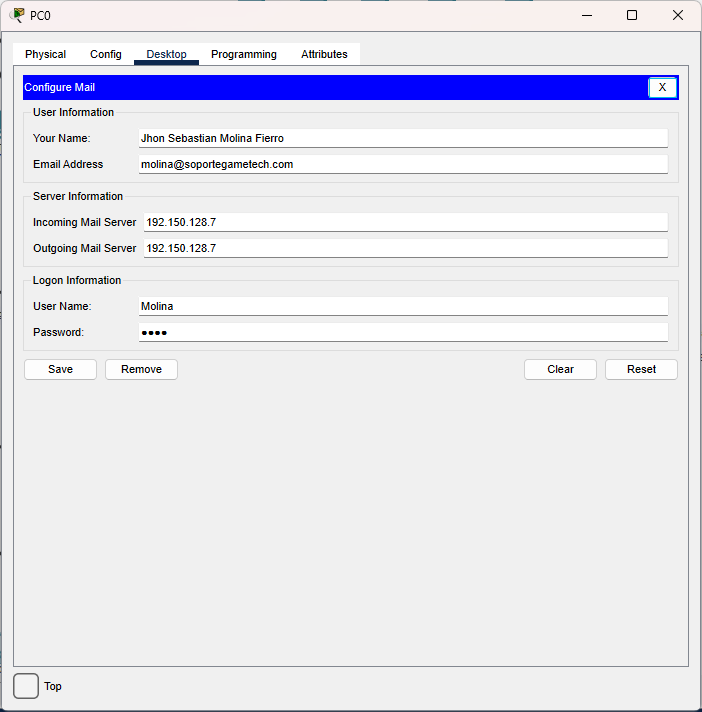 PC0
Physical Config Desktop Programming Attributes
Configure Mail X
User Information
Your Name: Jhon Sebastian Molina Fierro
Email Address molina@soportegametech.com
Server Information
Incoming Mail Server 192.150.128.7
Outgoing Mail Server 192.150.128.7
Logon Information
User Name: Molina
Password: ●●●●
Save Remove Clear Reset
Top